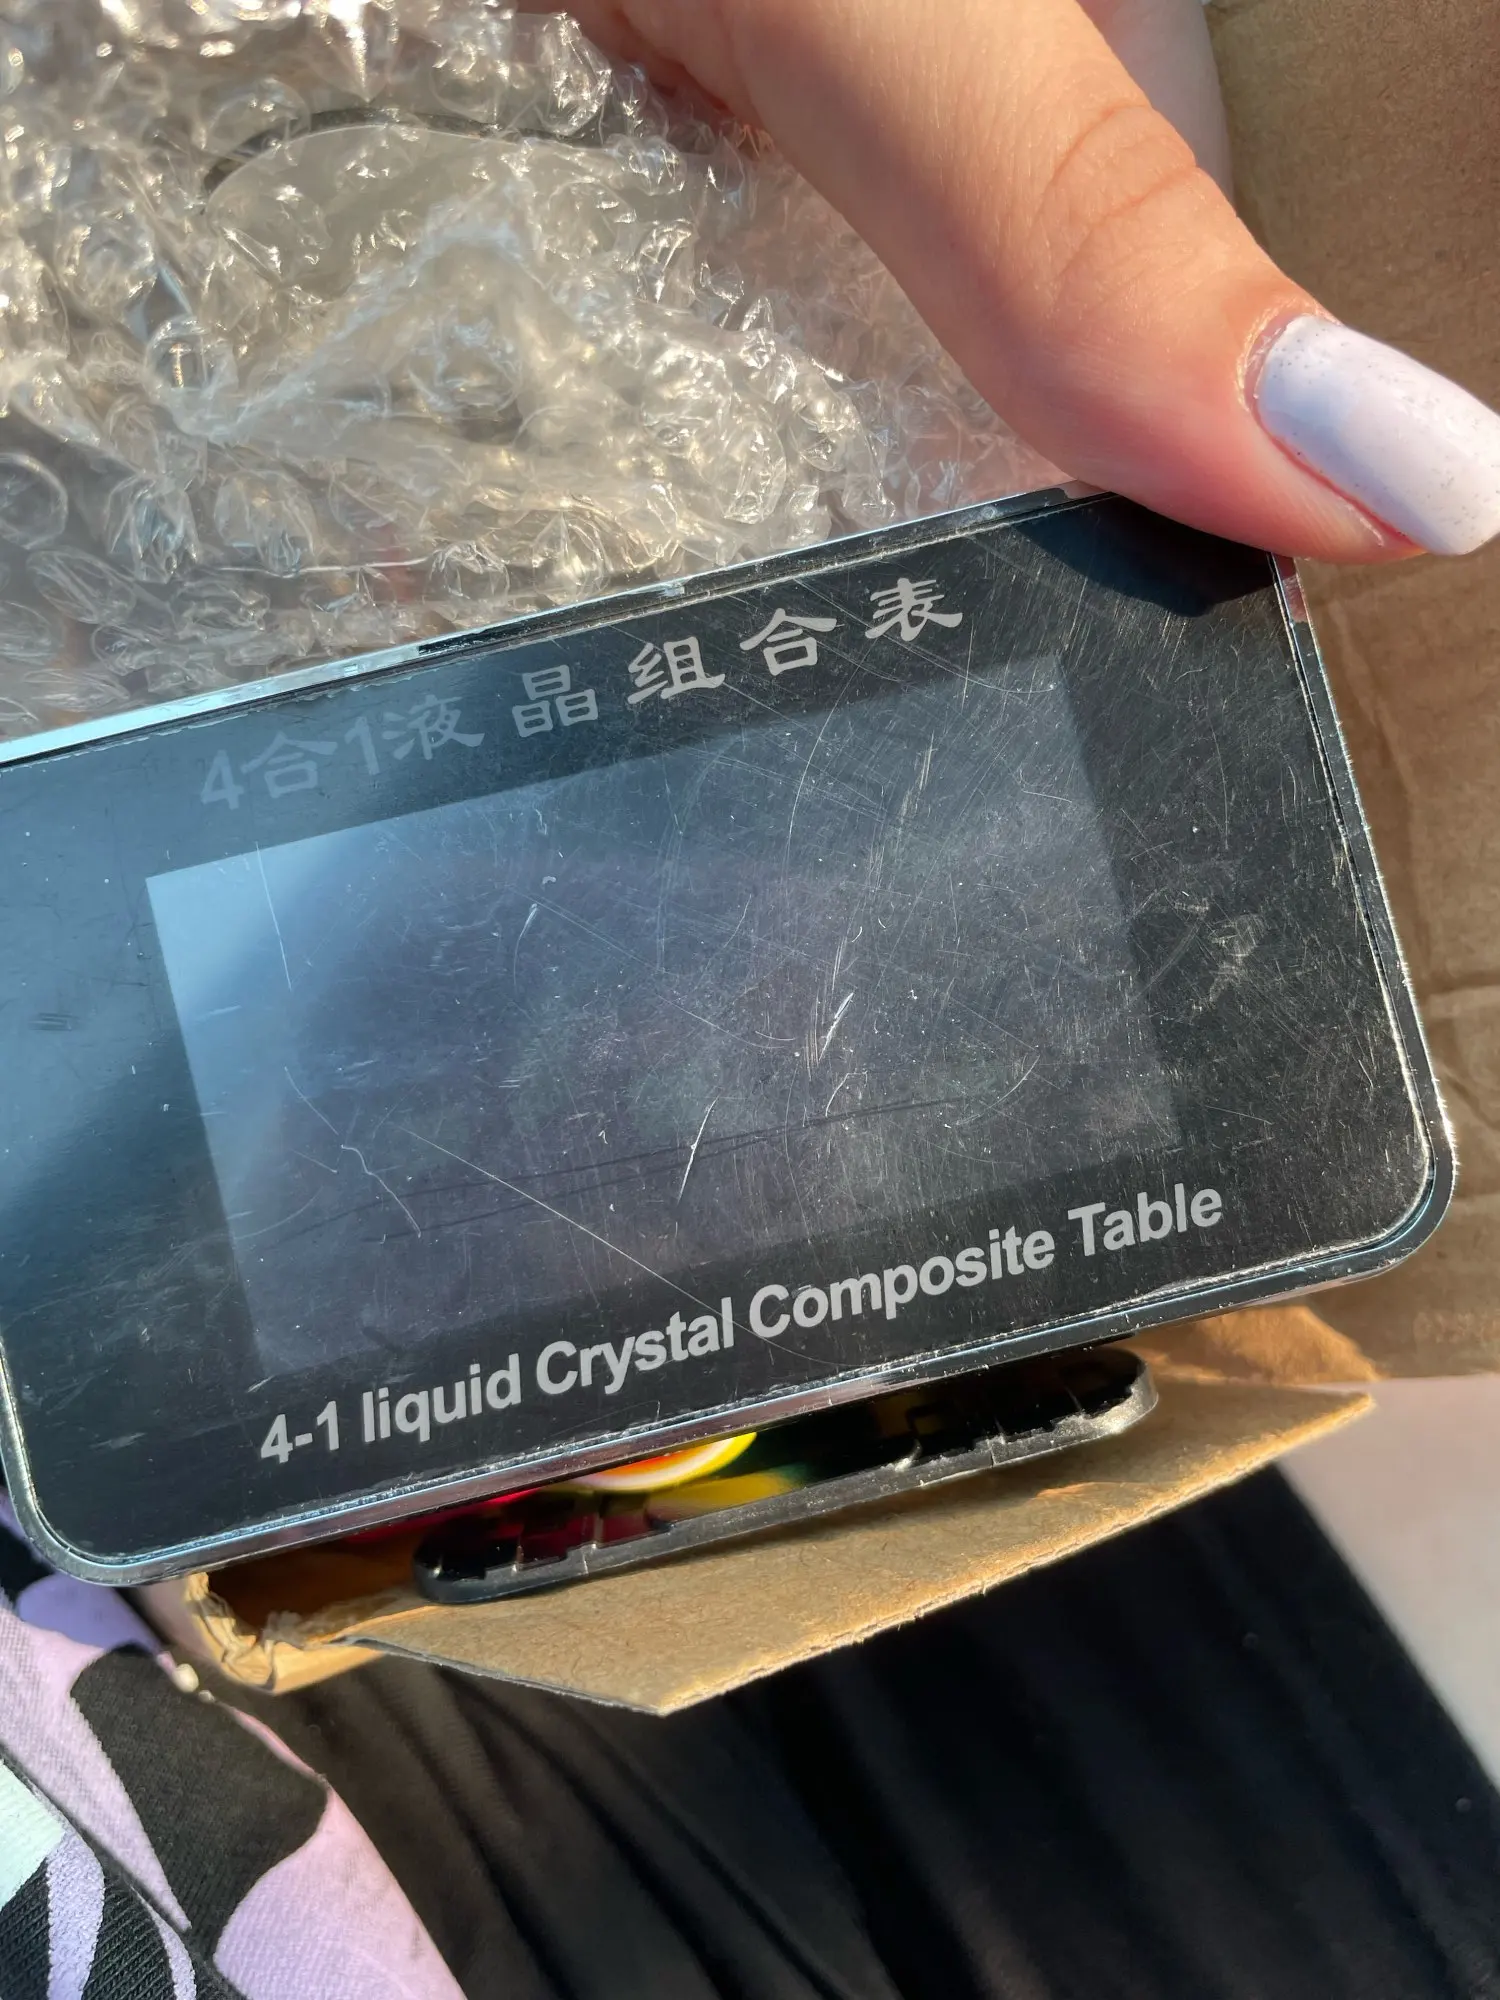 4合1液晶组合表
4-1 liquid Crystal Composite Table